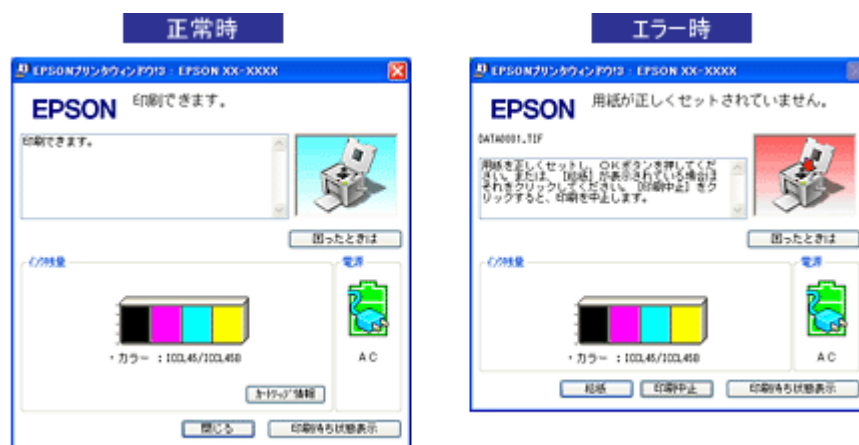 正常時
EPSONプリンタウィンドウ!3 : EPSON XX-XXXX
EPSON
印刷できます。
印刷できます。
困ったときは
インク残量
電源
・カラー : ICCL45/ICCL45B
AC
カートリッジ情報
閉じる
印刷待ち状態表示
エラー時
EPSONプリンタウィンドウ!3 : EPSON XX-XXXX
EPSON
用紙が正しくセットされていません。
DATA0001.TIF
用紙を正しくセットし、OKボタンを押してくだ
さい。または、[給紙]が表示されている場合は
それをクリックしてください。[印刷中止]をク
リックすると、印刷を中止します。
困ったときは
インク残量
電源
・カラー : ICCL45/ICCL45B
AC
給紙
印刷中止
印刷待ち状態表示